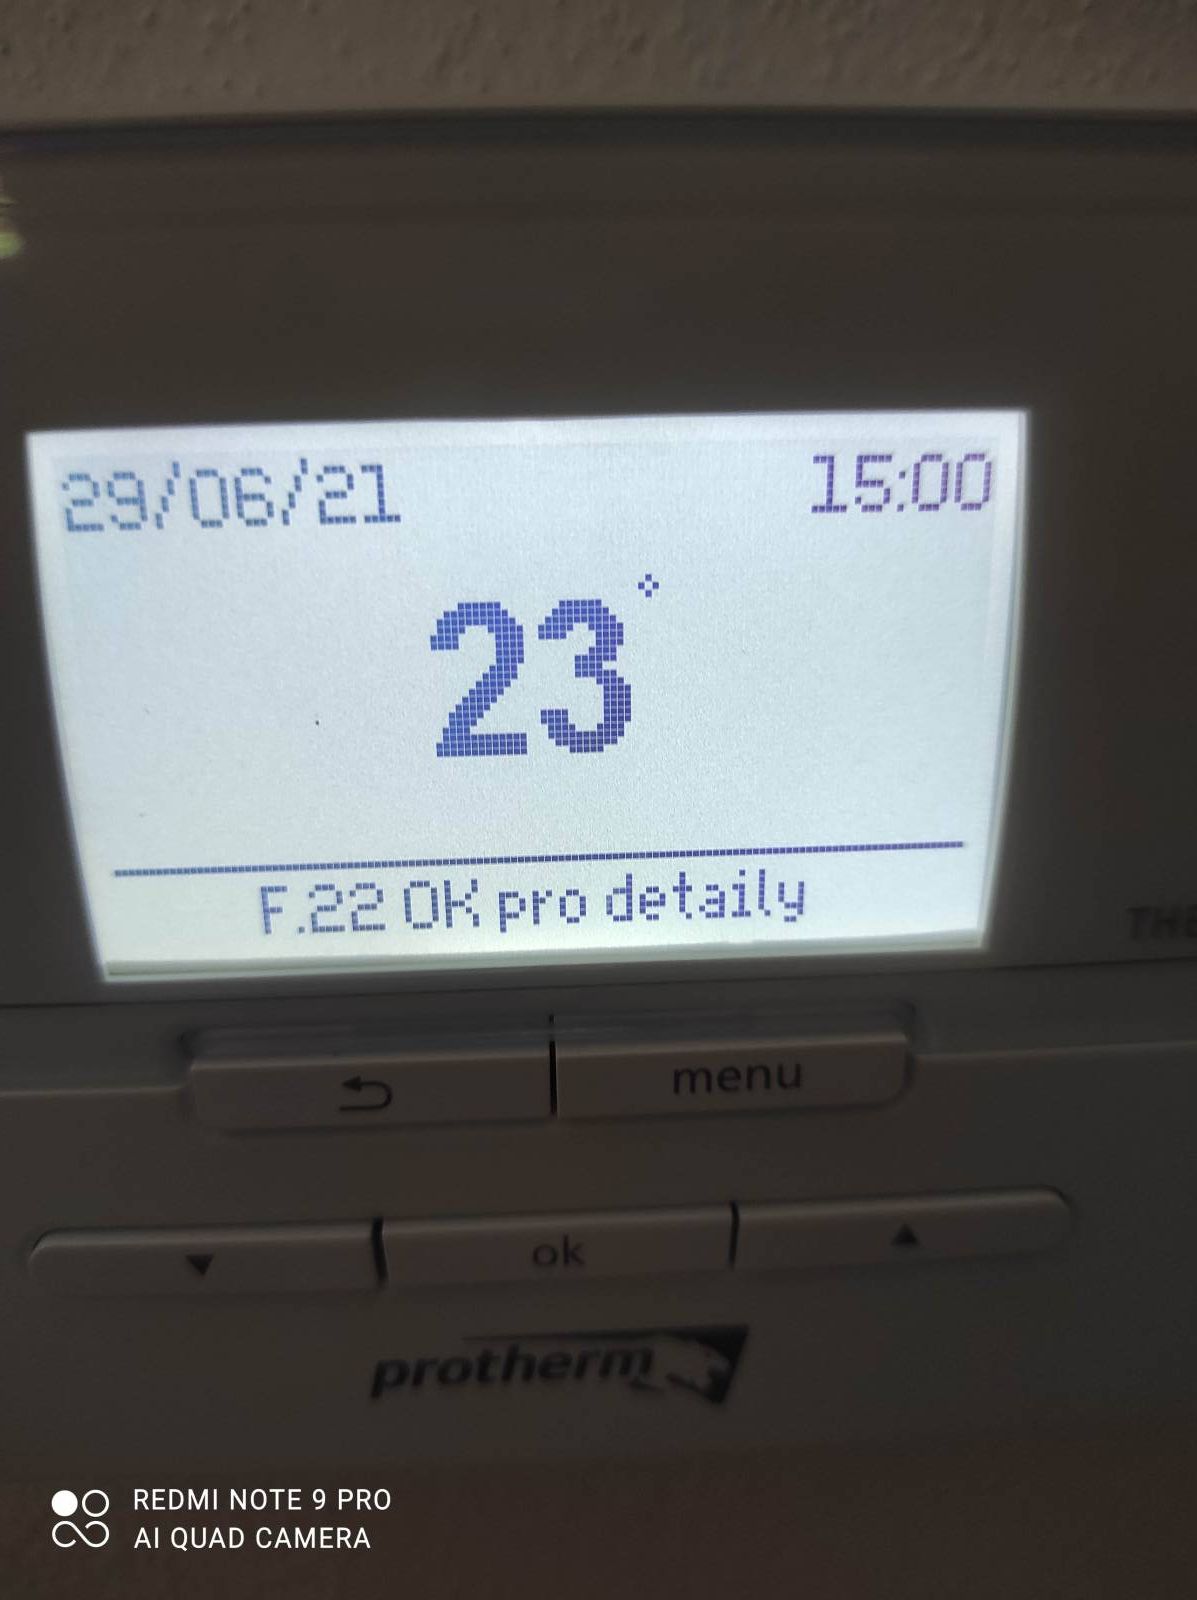 29/06/21 15:00
23°
F.22 OK pro detaily
menu
ok
protherm
REDMI NOTE 9 PRO
AI QUAD CAMERA